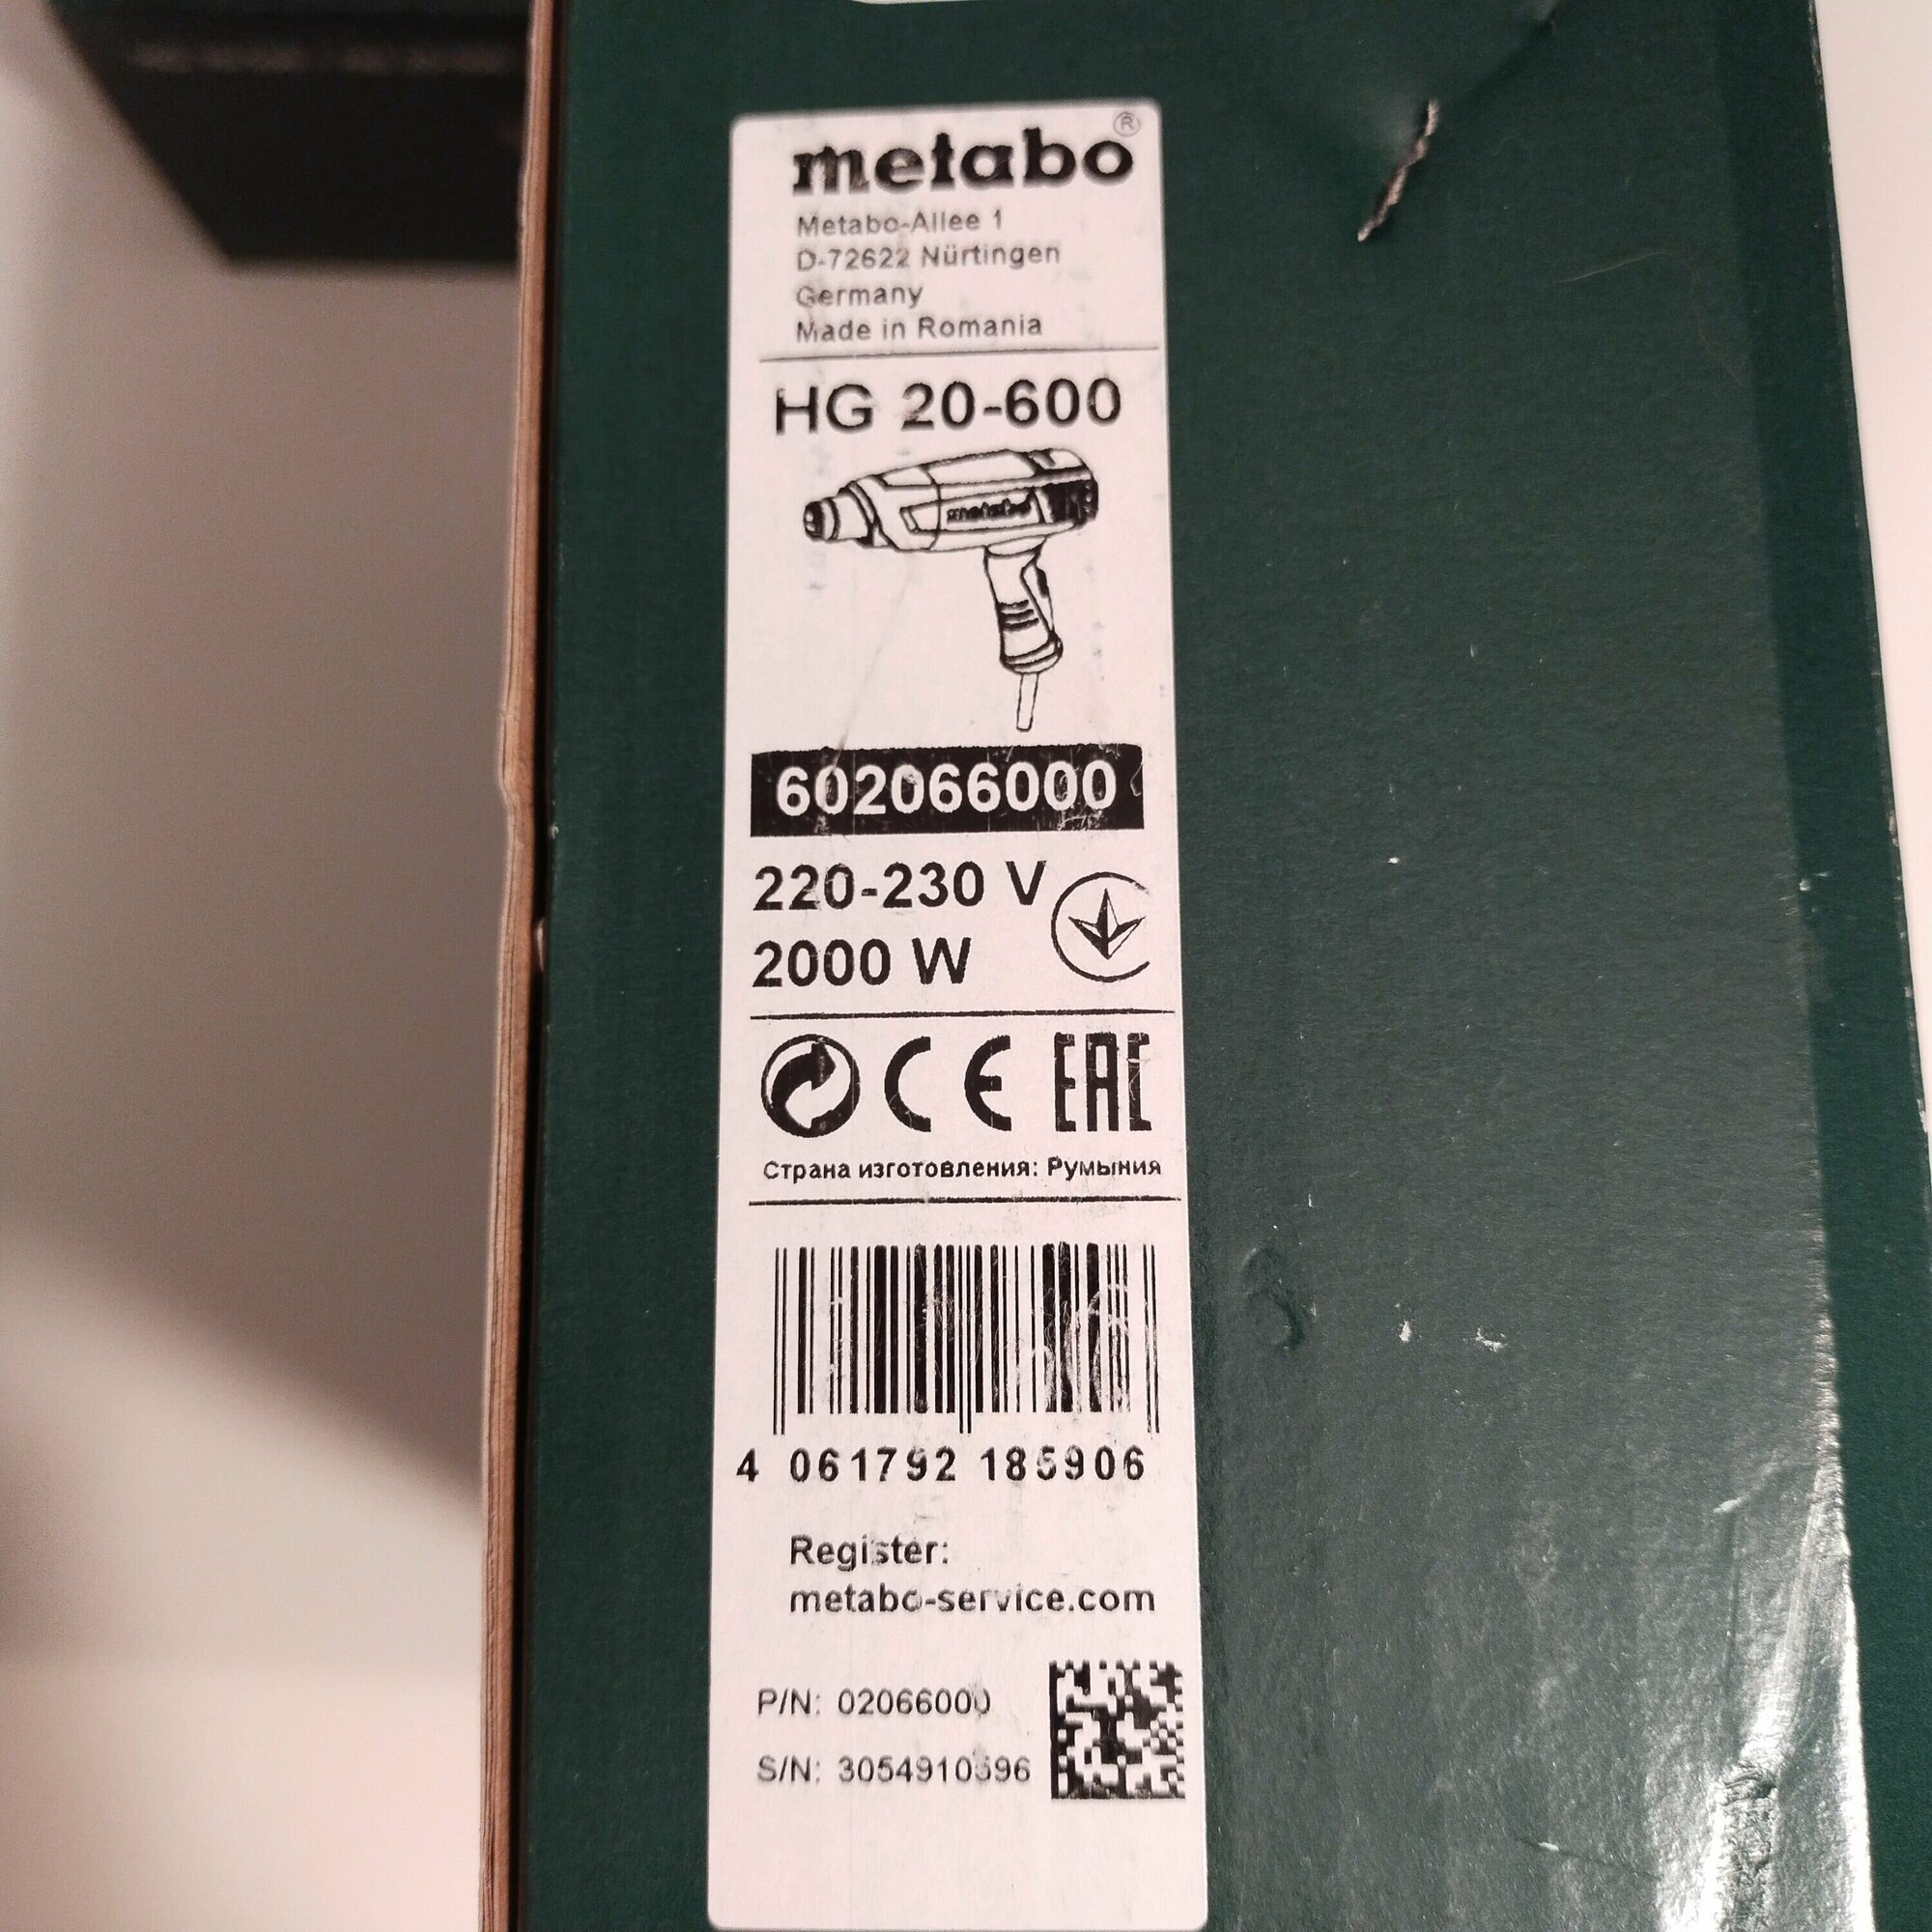 metabo®
Metabo-Allee 1
D-72622 Nürtingen
Germany
Made in Romania
HG 20-600
metabo
602066000
220-230 V
2000 W
CE EAC
Страна изготовления: Румыния
4 061792 185906
Register:
metabo-service.com
P/N: 02066000
S/N: